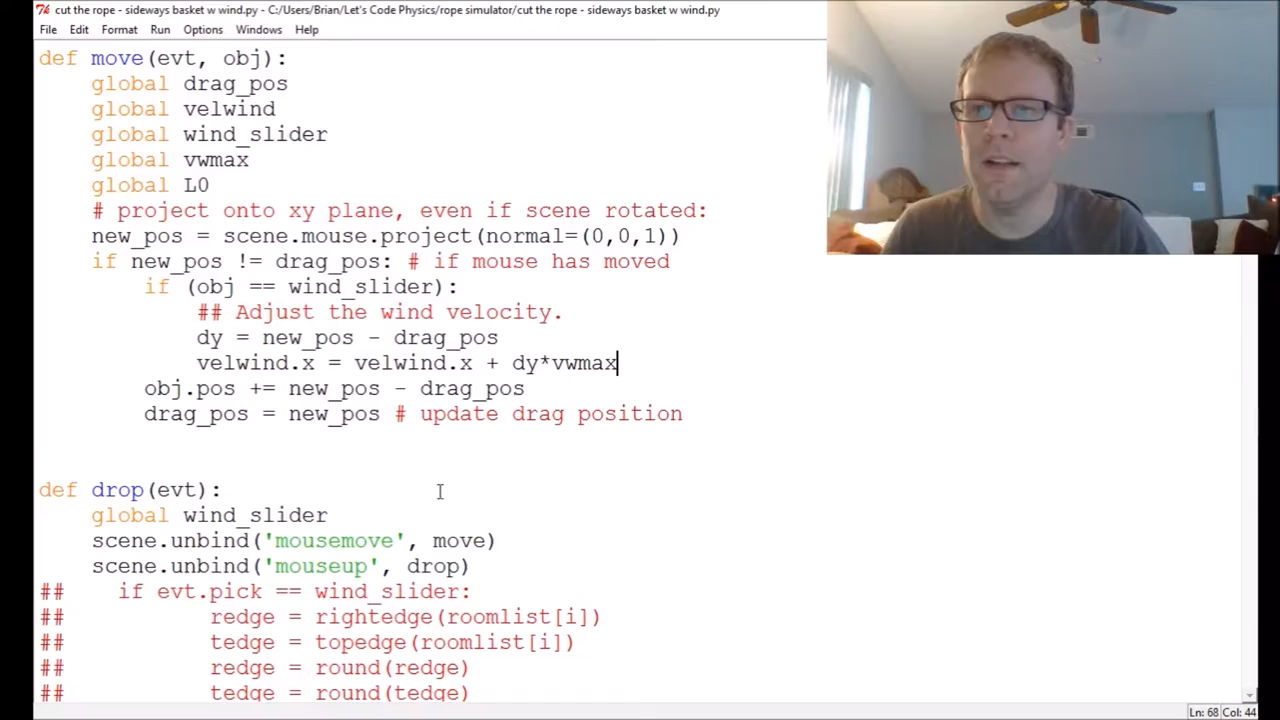 cut the rope - sideways basket w wind.py - C:/Users/Brian/Let's Code Physics/rope simulator/cut the rope - sideways basket w wind.py
File Edit Format Run Options Windows Help
def move(evt, obj):
    global drag_pos
    global velwind
    global wind_slider
    global vwmax
    global L0
    # project onto xy plane, even if scene rotated:
    new_pos = scene.mouse.project(normal=(0,0,1))
    if new_pos != drag_pos: # if mouse has moved
        if (obj == wind_slider):
            ## Adjust the wind velocity.
            dy = new_pos - drag_pos
            velwind.x = velwind.x + dy*vwmax
        obj.pos += new_pos - drag_pos
        drag_pos = new_pos # update drag position
def drop(evt):
    global wind_slider
    scene.unbind('mousemove', move)
    scene.unbind('mouseup', drop)
##    if evt.pick == wind_slider:
##           redge = rightedge(roomlist[i])
##           tedge = topedge(roomlist[i])
##           redge = round(redge)
##           tedge = round(tedge)
Ln: 68 Col: 44